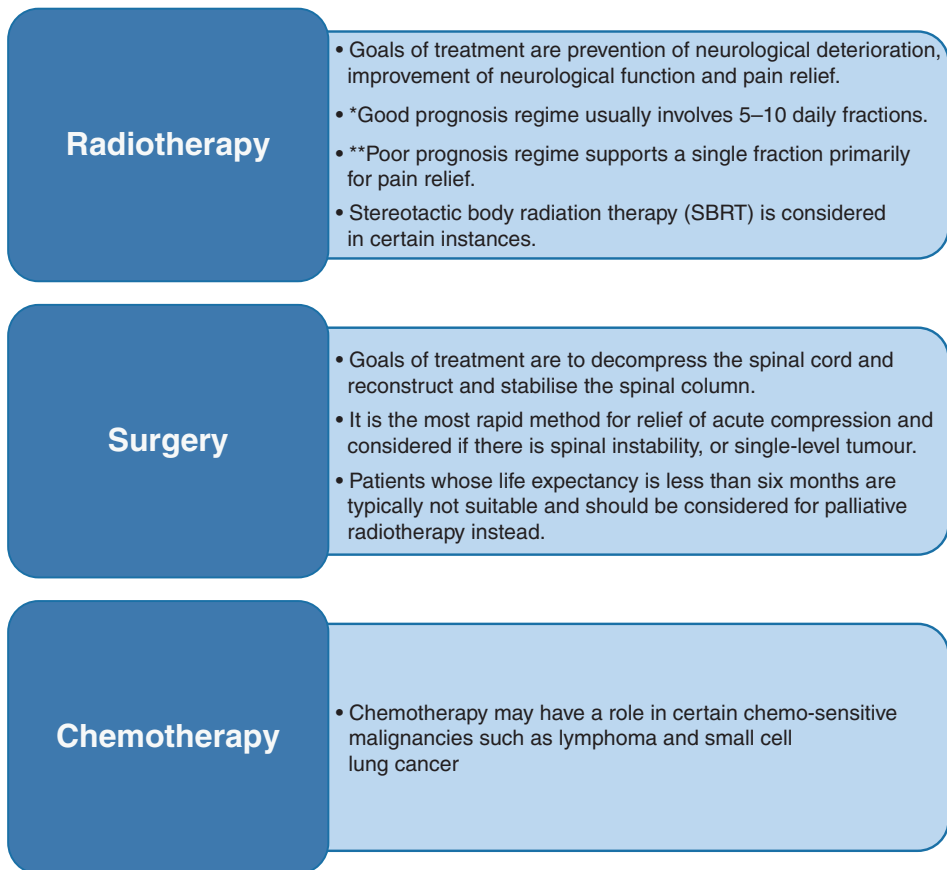 Radiotherapy
• Goals of treatment are prevention of neurological deterioration,
improvement of neurological function and pain relief.
• *Good prognosis regime usually involves 5–10 daily fractions.
• **Poor prognosis regime supports a single fraction primarily
for pain relief.
• Stereotactic body radiation therapy (SBRT) is considered
in certain instances.
Surgery
• Goals of treatment are to decompress the spinal cord and
reconstruct and stabilise the spinal column.
• It is the most rapid method for relief of acute compression and
considered if there is spinal instability, or single-level tumour.
• Patients whose life expectancy is less than six months are
typically not suitable and should be considered for palliative
radiotherapy instead.
Chemotherapy
• Chemotherapy may have a role in certain chemo-sensitive
malignancies such as lymphoma and small cell
lung cancer